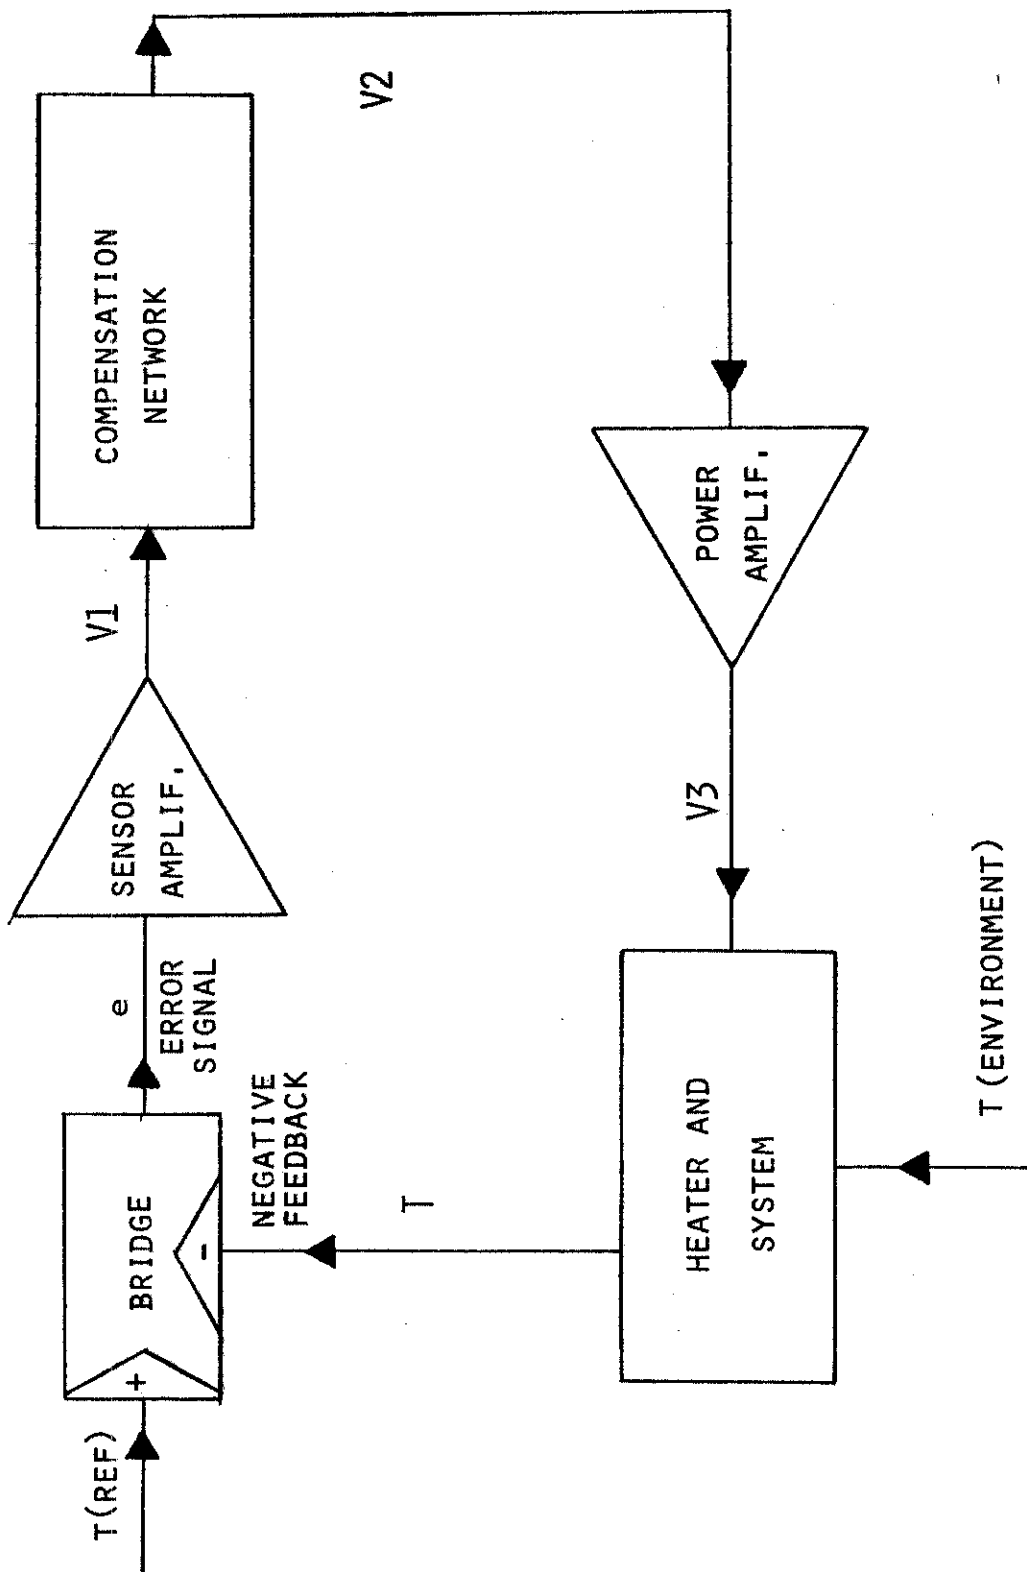 T(REF)
+
BRIDGE
-
NEGATIVE
FEEDBACK
e
ERROR
SIGNAL
SENSOR
AMPLIF.
V1
COMPENSATION
NETWORK
V2
POWER
AMPLIF.
V3
HEATER AND
SYSTEM
T
T (ENVIRONMENT)